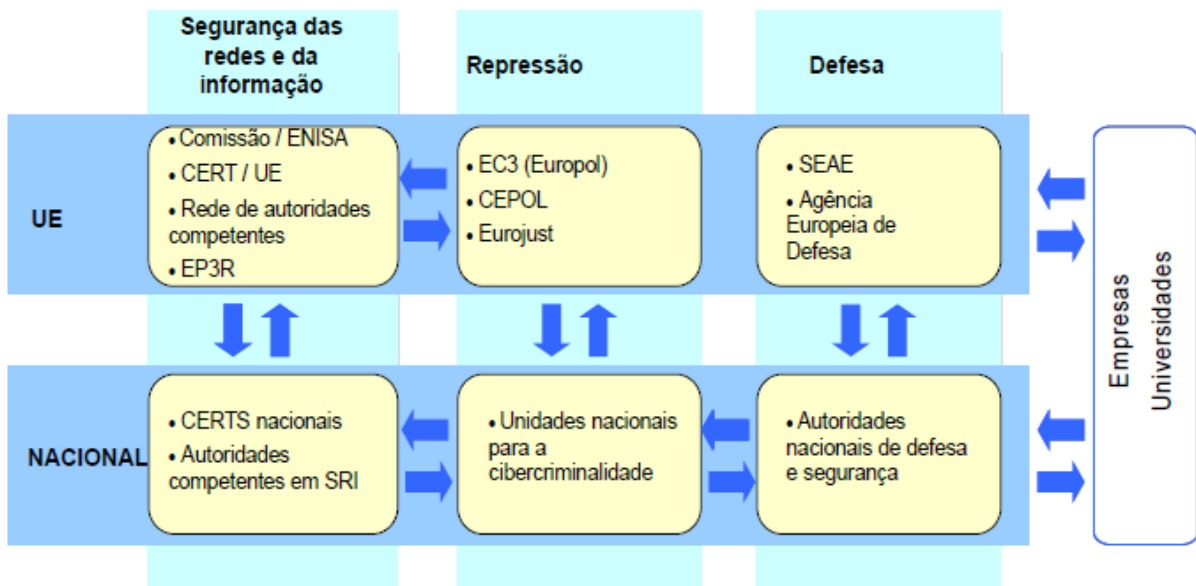 Segurança das
redes e da
informação
Repressão
Defesa
UE
• Comissão / ENISA
• CERT / UE
• Rede de autoridades
competentes
• EP3R
• EC3 (Europol)
• CEPOL
• Eurojust
• SEAE
• Agência
Europeia de
Defesa
NACIONAL
• CERTS nacionais
• Autoridades
competentes em SRI
• Unidades nacionais
para a
cibercriminalidade
• Autoridades
nacionais de defesa
e segurança
Empresas
Universidades